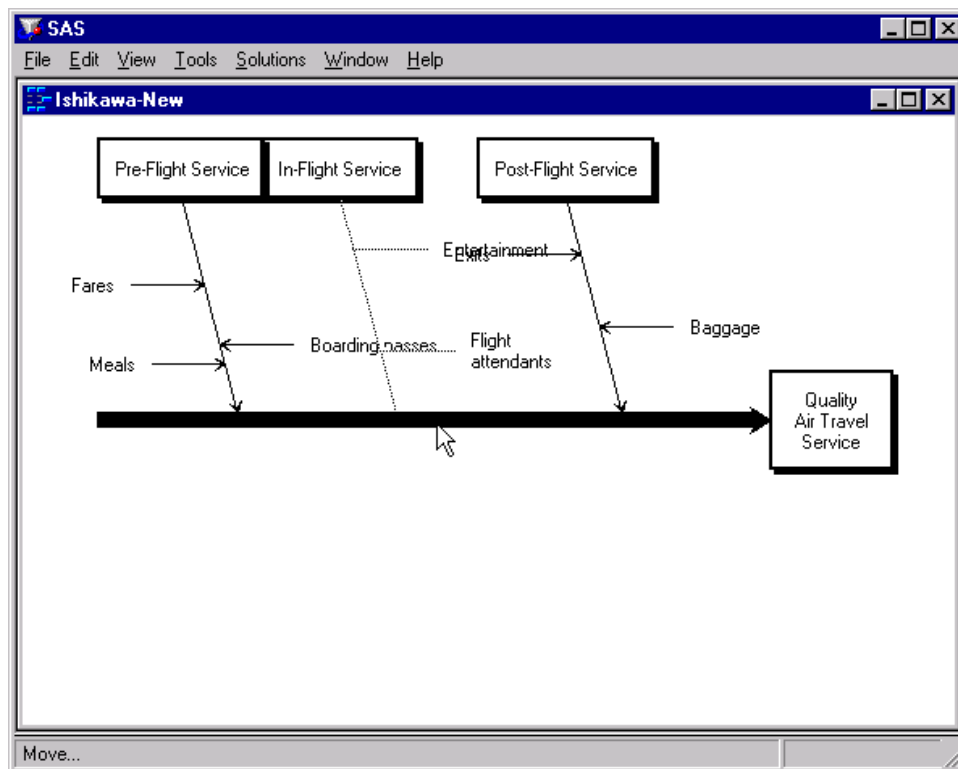 SAS
File Edit View Tools Solutions Window Help
Ishikawa-New
Pre-Flight Service In-Flight Service Post-Flight Service
Entertainment
Exits
Fares
Baggage
Boarding passes
Flight
attendants
Meals
Quality
Air Travel
Service
Move...